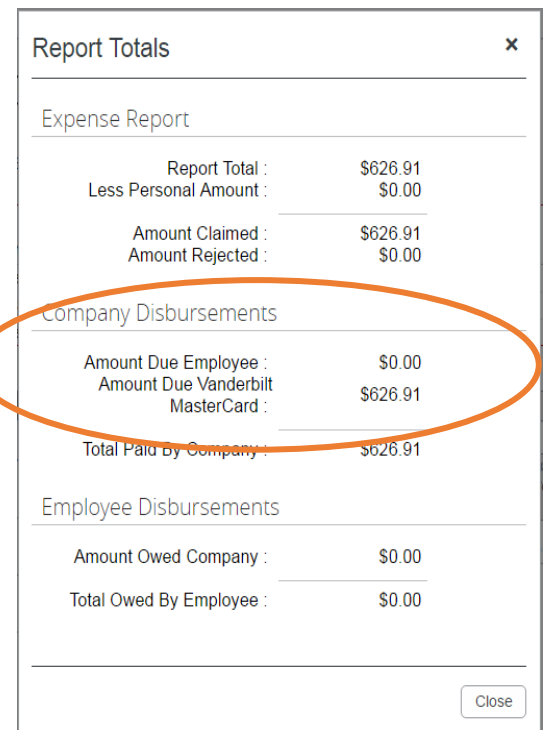 Report Totals ×
Expense Report
Report Total : $626.91
Less Personal Amount : $0.00
Amount Claimed : $626.91
Amount Rejected : $0.00
Company Disbursements
Amount Due Employee : $0.00
Amount Due Vanderbilt
MasterCard : $626.91
Total Paid By Company : $626.91
Employee Disbursements
Amount Owed Company : $0.00
Total Owed By Employee : $0.00
Close